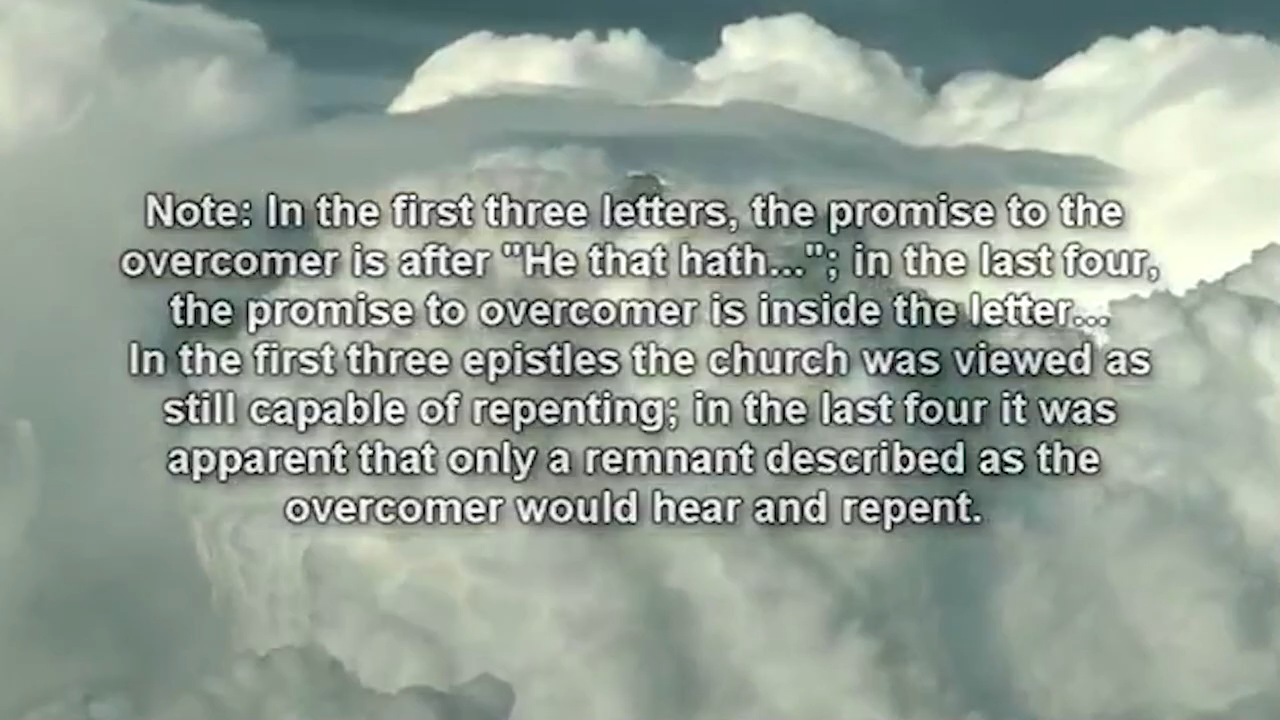 Note: In the first three letters, the promise to the
overcomer is after "He that hath..."; in the last four,
the promise to overcomer is inside the letter...
In the first three epistles the church was viewed as
still capable of repenting; in the last four it was
apparent that only a remnant described as the
overcomer would hear and repent.